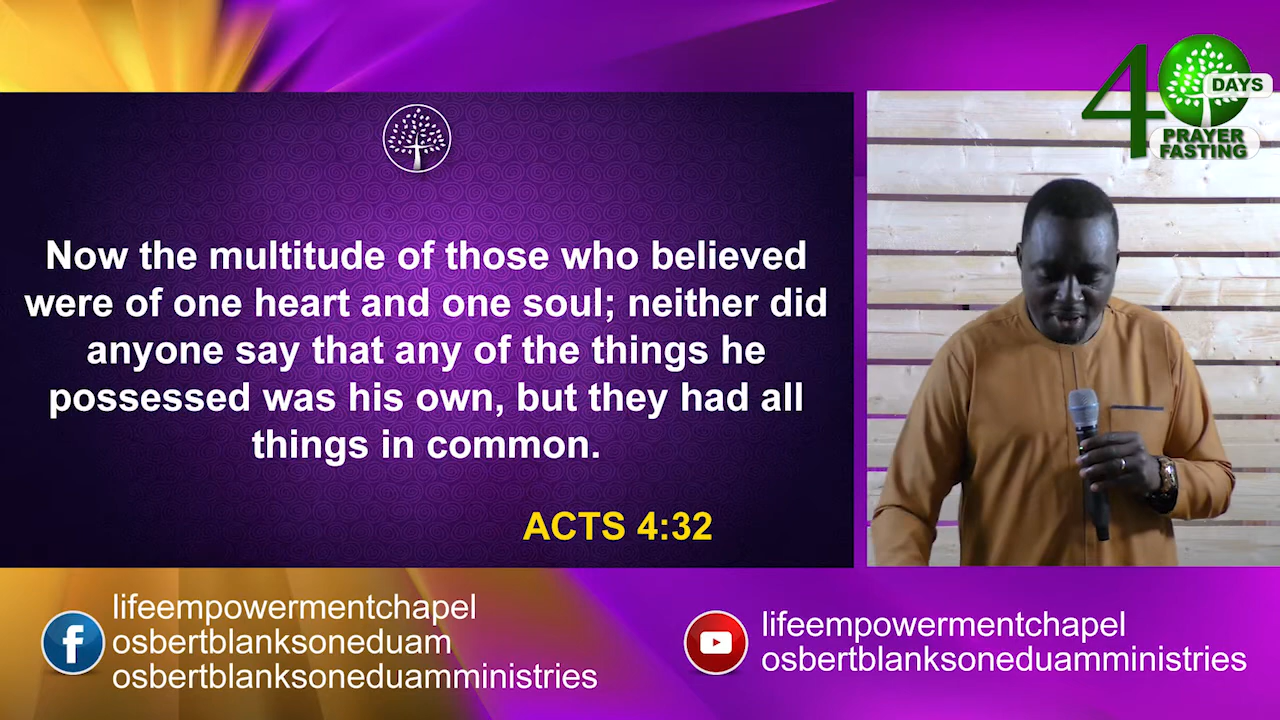 40 DAYS
PRAYER
FASTING
Now the multitude of those who believed
were of one heart and one soul; neither did
anyone say that any of the things he
possessed was his own, but they had all
things in common.
ACTS 4:32
lifeempowermentchapel
osbertblanksoneduam
osbertblanksoneduamministries
lifeempowermentchapel
osbertblanksoneduamministries